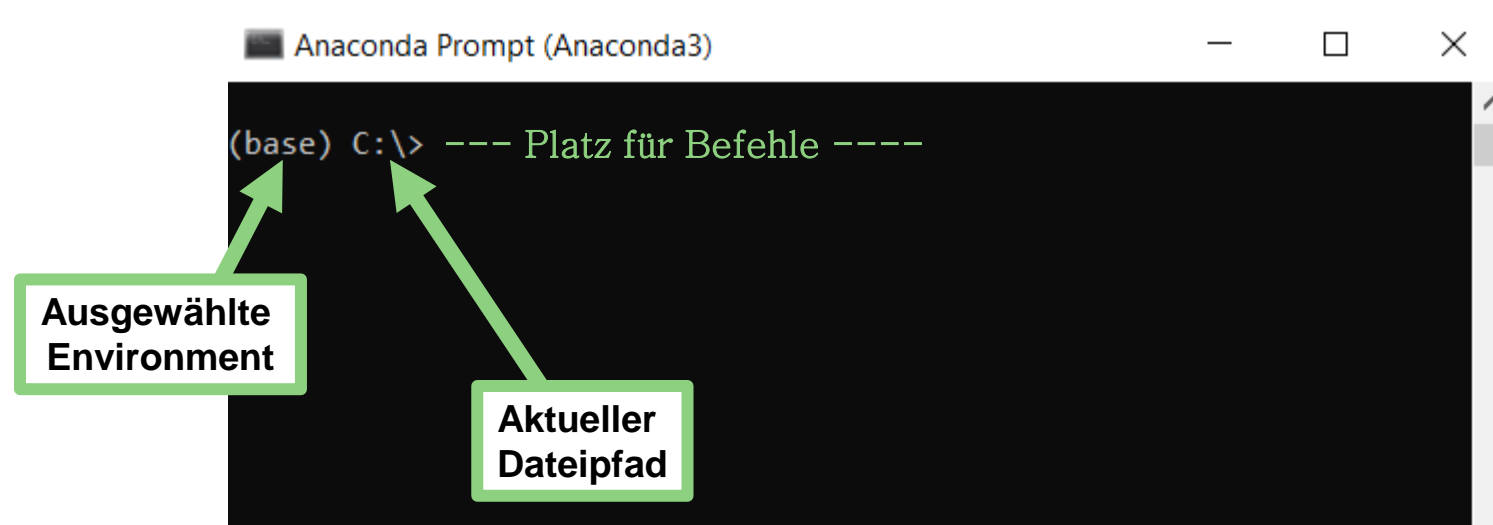 Anaconda Prompt (Anaconda3)
(base) C:\> --- Platz für Befehle ----
Ausgewählte
Environment
Aktueller
Dateipfad